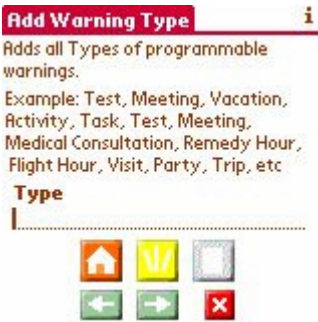 Add Warning Type i
Adds all Types of programmable
warnings.
Example: Test, Meeting, Vacation,
Activity, Task, Test, Meeting,
Medical Consultation, Remedy Hour,
Flight Hour, Visit, Party, Trip, etc
Type